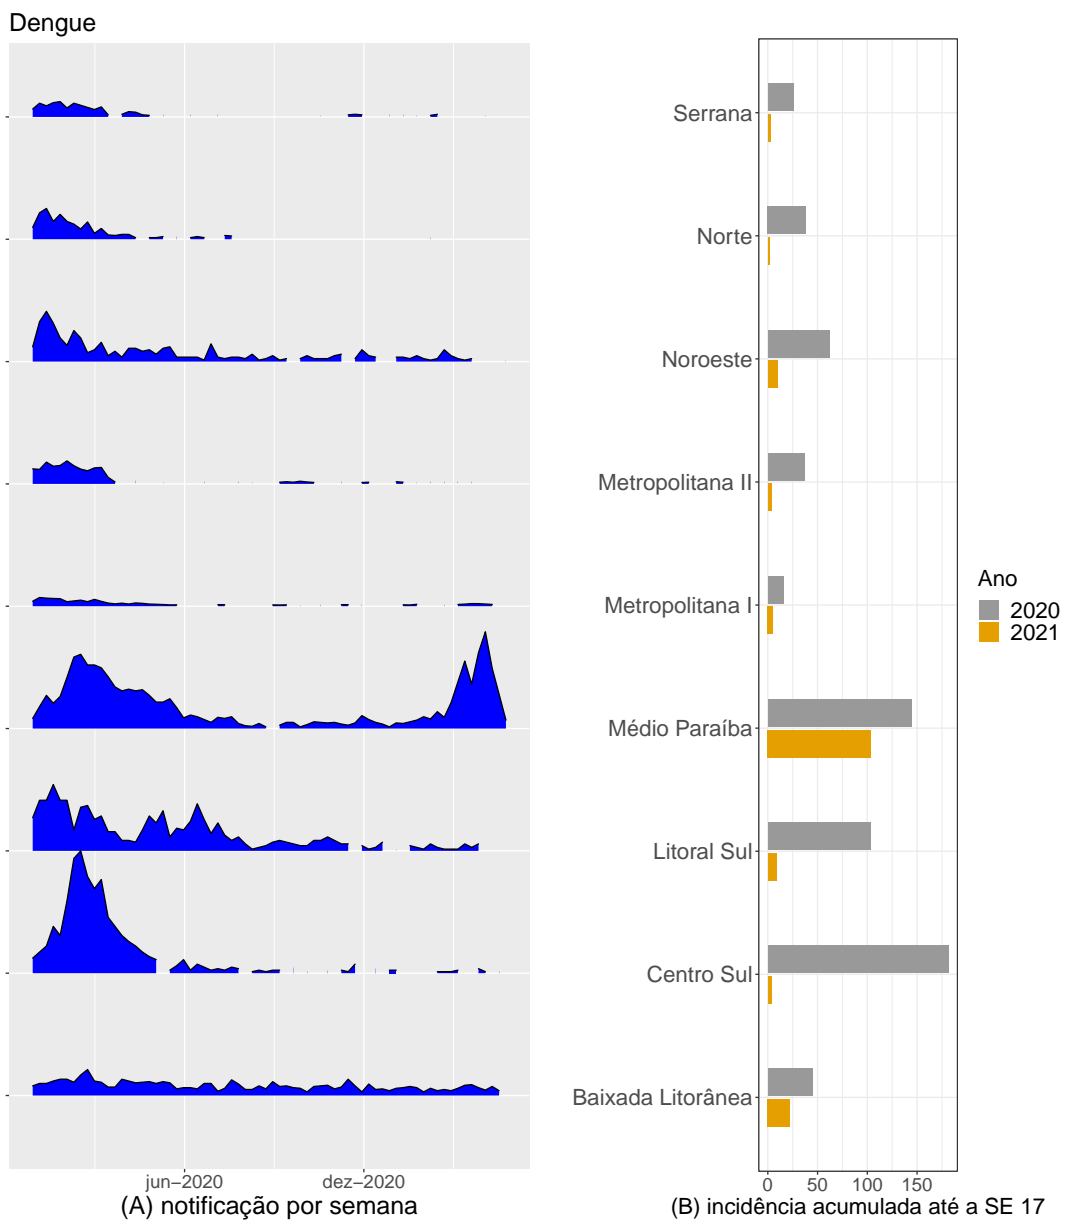 Dengue
Serrana
Norte
Noroeste
Metropolitana II
Metropolitana I
Médio Paraíba
Litoral Sul
Centro Sul
Baixada Litorânea
Ano
2020
2021
jun−2020 dez−2020
0 50 100 150
(A) notificação por semana
(B) incidência acumulada até a SE 17